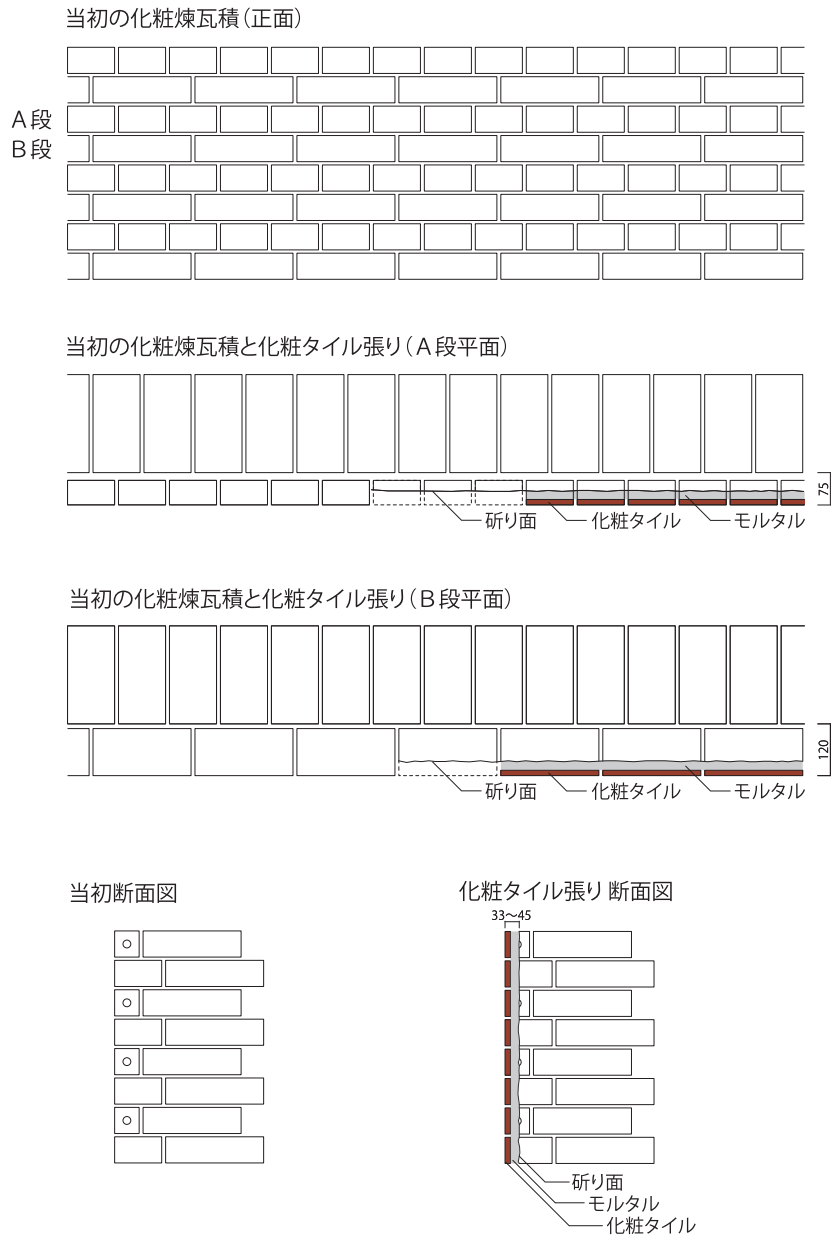 当初の化粧煉瓦積(正面)
A段
B段
当初の化粧煉瓦積と化粧タイル張り(A段平面)
75
斫り面
化粧タイル
モルタル
当初の化粧煉瓦積と化粧タイル張り(B段平面)
120
斫り面
化粧タイル
モルタル
当初断面図
化粧タイル張り 断面図
33〜45
斫り面
モルタル
化粧タイル